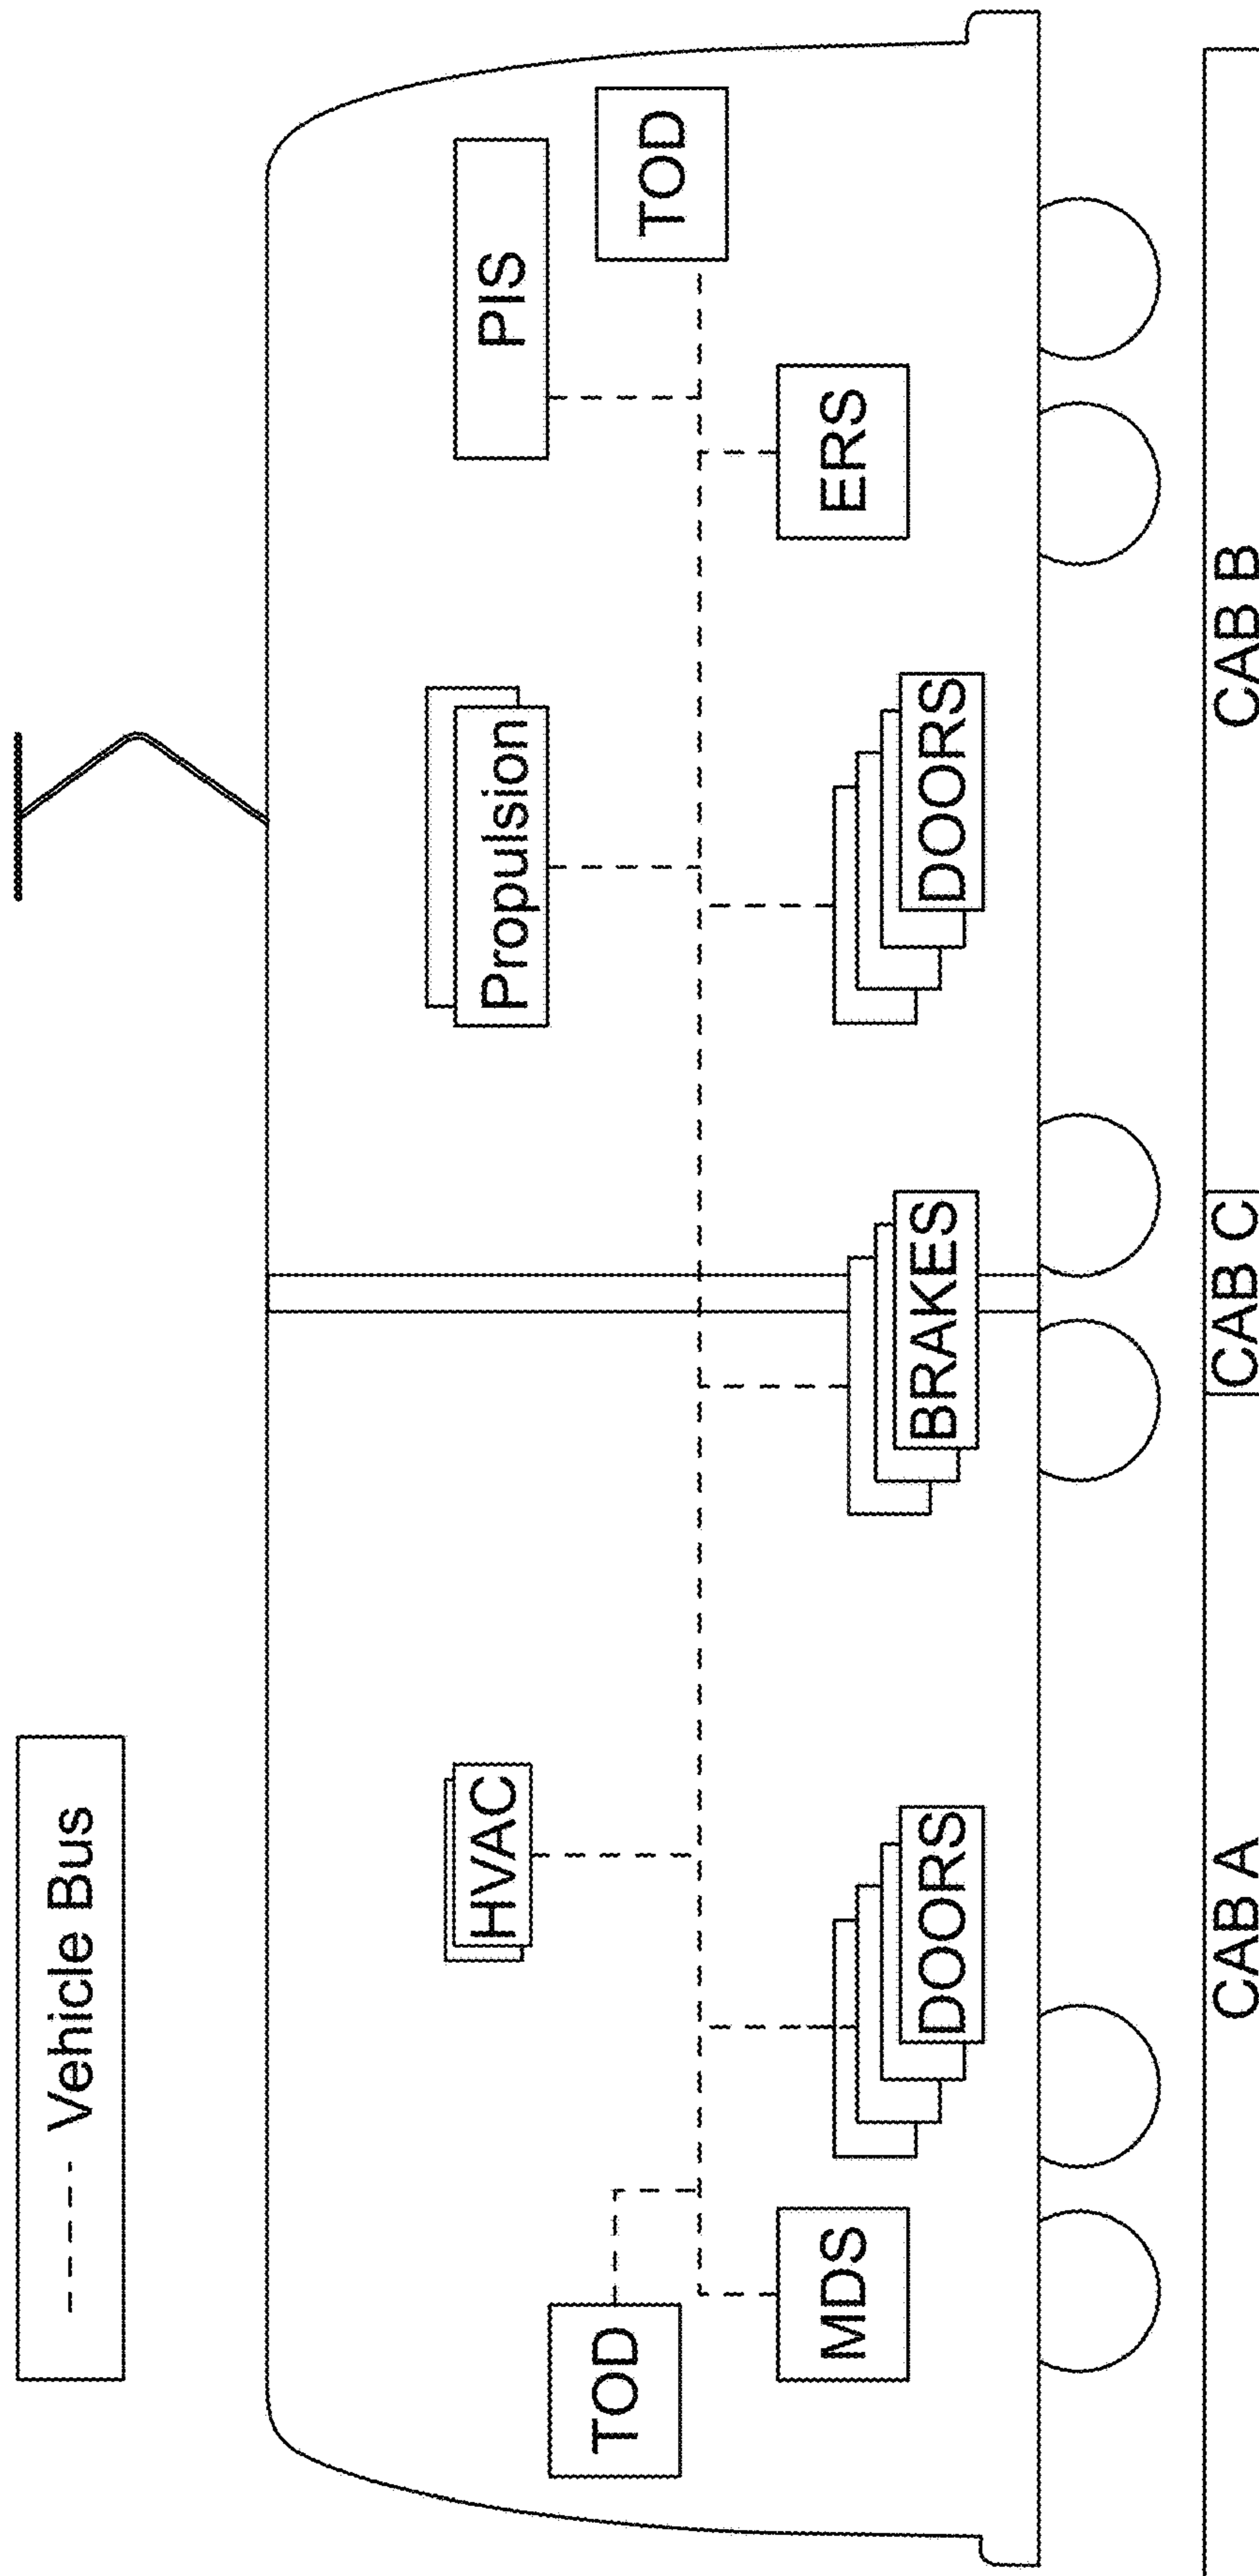 Vehicle Bus
HVAC
Propulsion
PIS
TOD
TOD
MDS
ERS
DOORS
BRAKES
DOORS
CAB A
CAB C
CAB B